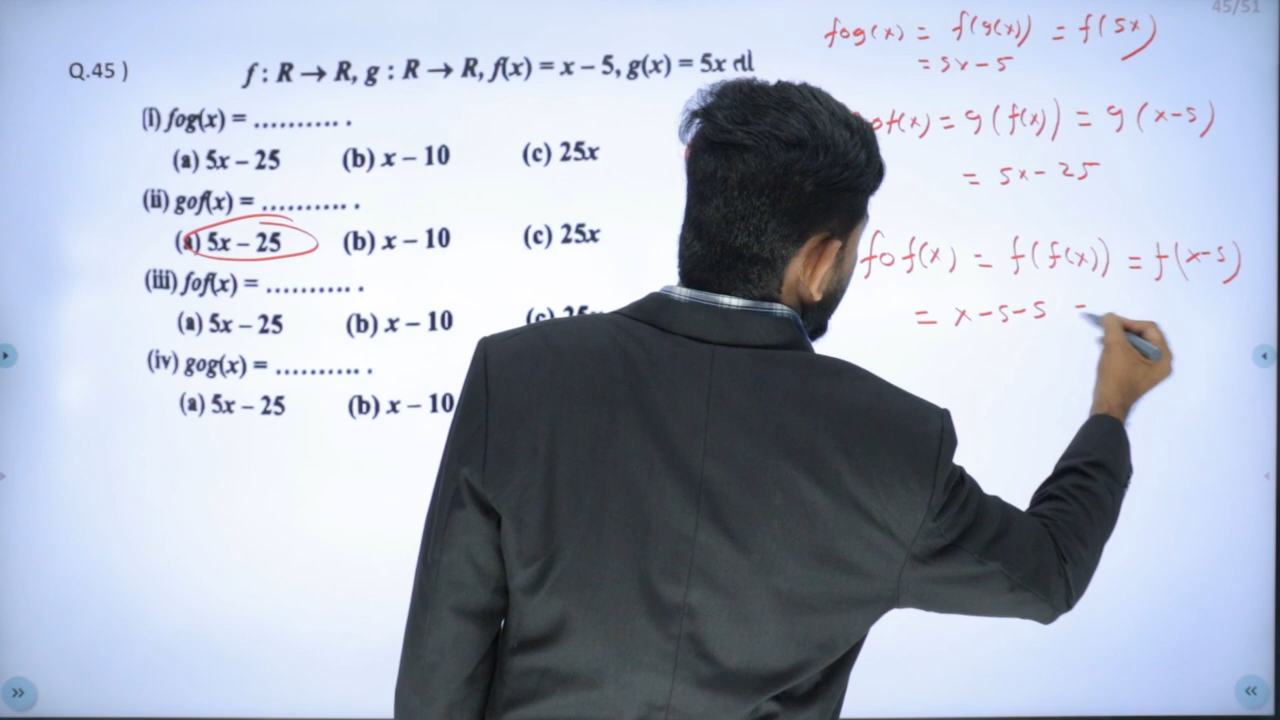 45/51
Q.45 ) f : R → R, g : R → R, f(x) = x – 5, g(x) = 5x
(i) fog(x) = .......... .
(a) 5x – 25 (b) x – 10 (c) 25x
(ii) gof(x) = .......... .
(a) 5x – 25 (b) x – 10 (c) 25x
(iii) fof(x) = .......... .
(a) 5x – 25 (b) x – 10
(iv) gog(x) = .......... .
(a) 5x – 25 (b) x – 10
fog(x) = f(g(x)) = f(5x)
= 5x-5
of(x) = g(f(x)) = g(x-5)
= 5x-25
fof(x) = f(f(x)) = f(x-5)
= x-5-5 =